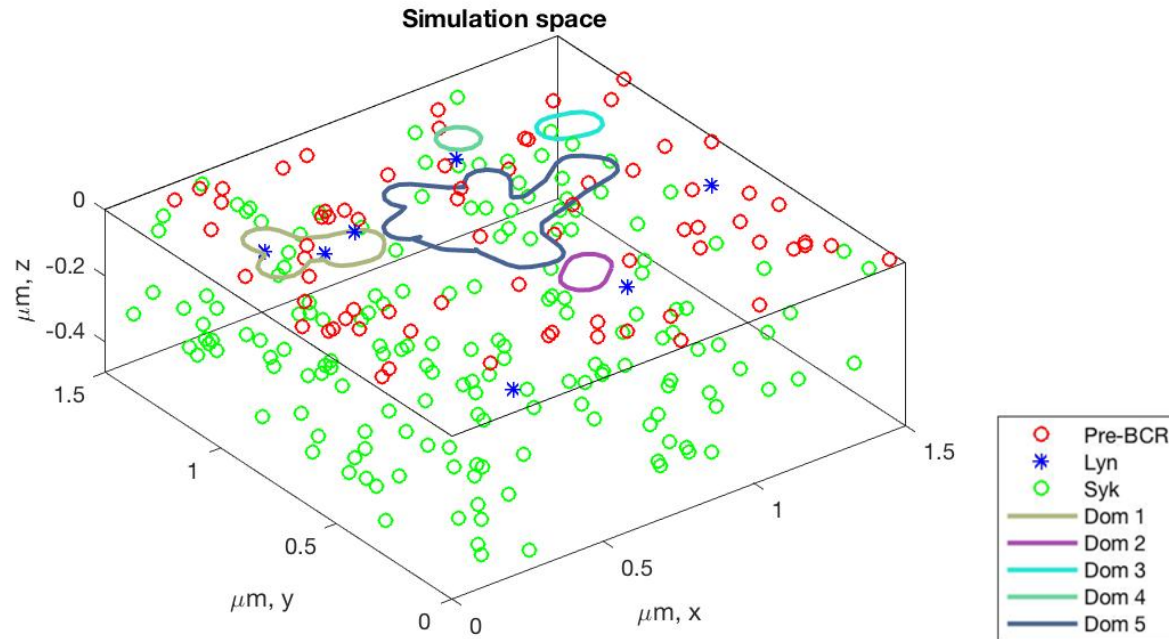 Simulation space
0
-0.2
-0.4
μm, z
1.5
1
0.5
0
μm, y
0
0.5
1
1.5
μm, x
Pre-BCR
Lyn
Syk
Dom 1
Dom 2
Dom 3
Dom 4
Dom 5